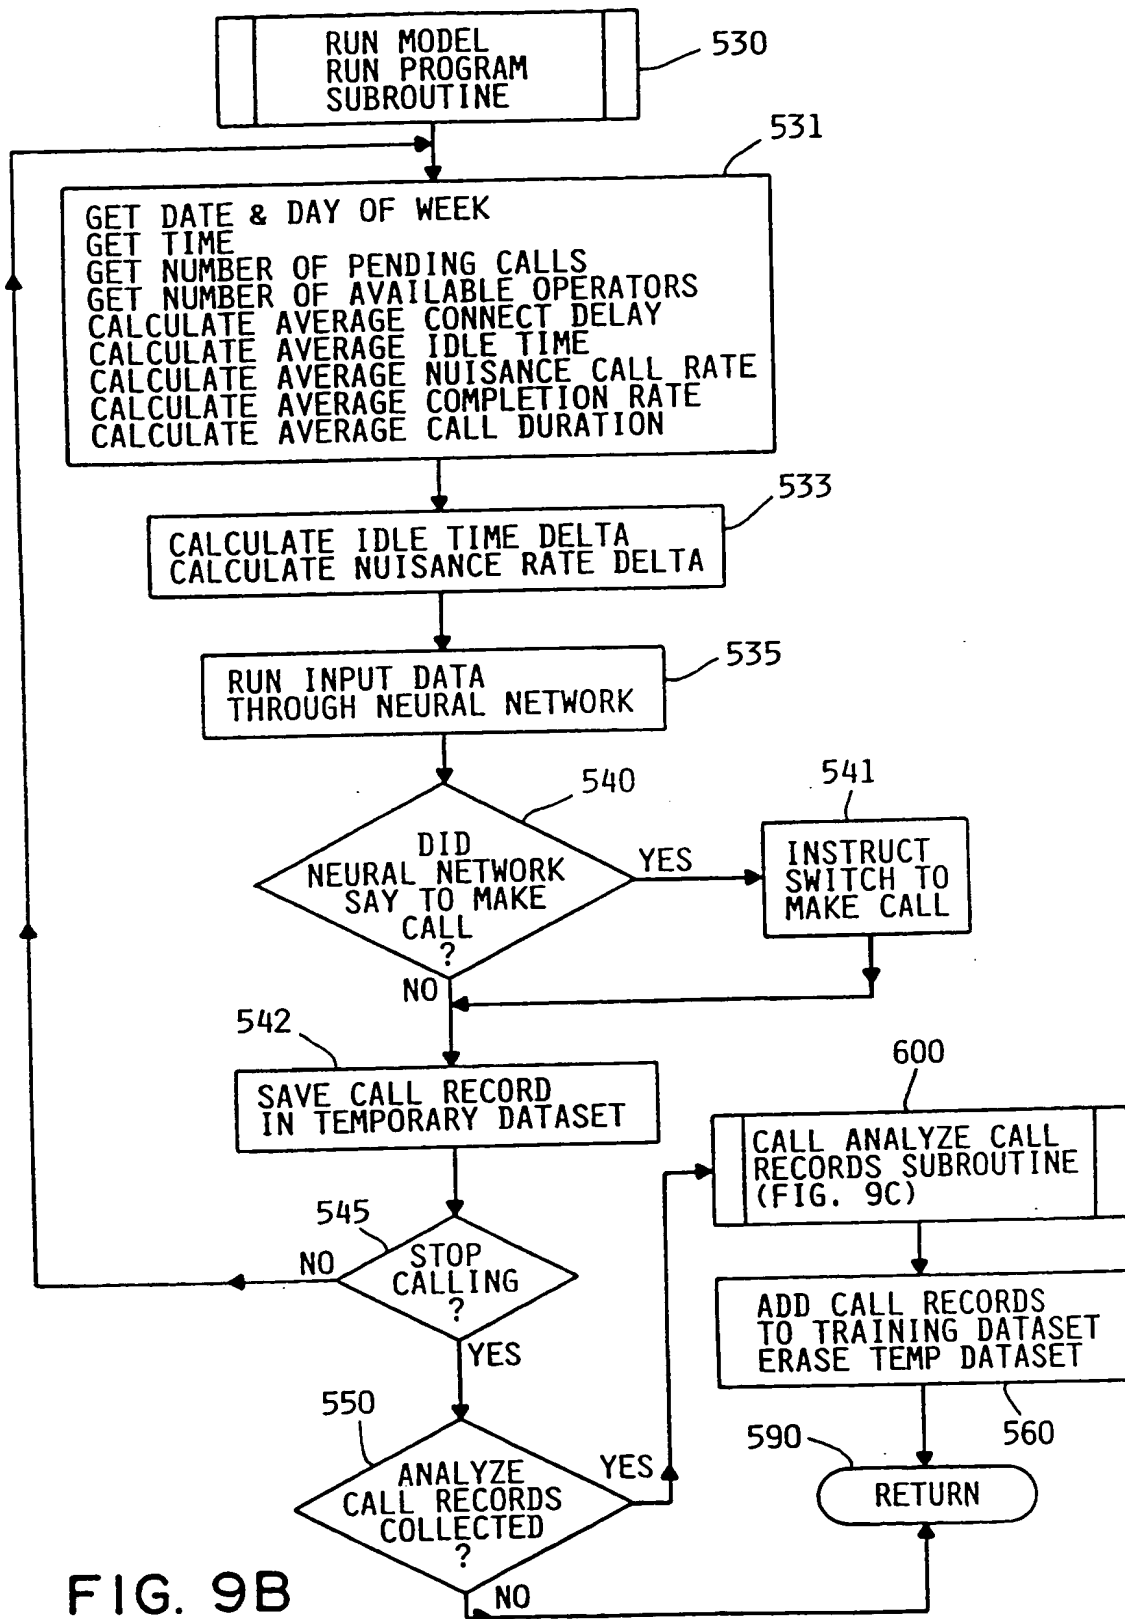 RUN MODEL
RUN PROGRAM
SUBROUTINE
530
531
GET DATE & DAY OF WEEK
GET TIME
GET NUMBER OF PENDING CALLS
GET NUMBER OF AVAILABLE OPERATORS
CALCULATE AVERAGE CONNECT DELAY
CALCULATE AVERAGE IDLE TIME
CALCULATE AVERAGE NUISANCE CALL RATE
CALCULATE AVERAGE COMPLETION RATE
CALCULATE AVERAGE CALL DURATION
533
CALCULATE IDLE TIME DELTA
CALCULATE NUISANCE RATE DELTA
535
RUN INPUT DATA
THROUGH NEURAL NETWORK
540
DID
NEURAL NETWORK
SAY TO MAKE
CALL
?
YES
541
INSTRUCT
SWITCH TO
MAKE CALL
NO
542
SAVE CALL RECORD
IN TEMPORARY DATASET
545
STOP
CALLING
?
NO
YES
550
ANALYZE
CALL RECORDS
COLLECTED
?
YES
NO
600
CALL ANALYZE CALL
RECORDS SUBROUTINE
(FIG. 9C)
ADD CALL RECORDS
TO TRAINING DATASET
ERASE TEMP DATASET
560
590
RETURN
FIG. 9B